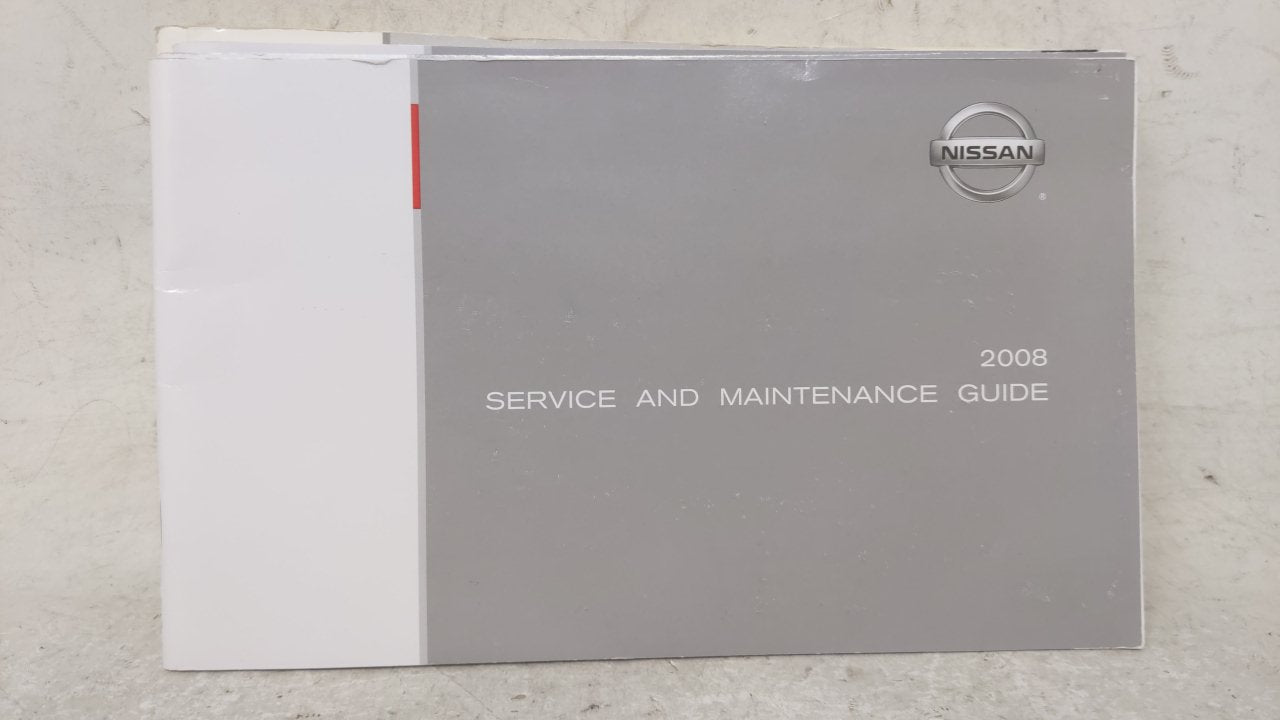 NISSAN
®
2008
SERVICE AND MAINTENANCE GUIDE